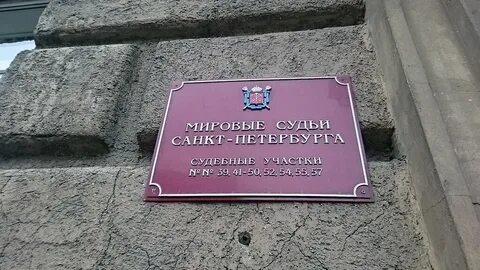 МИРОВЫЕ СУДЬИ
САНКТ-ПЕТЕРБУРГА
СУДЕБНЫЕ УЧАСТКИ
№№ 39, 41-50, 52, 54, 55, 57